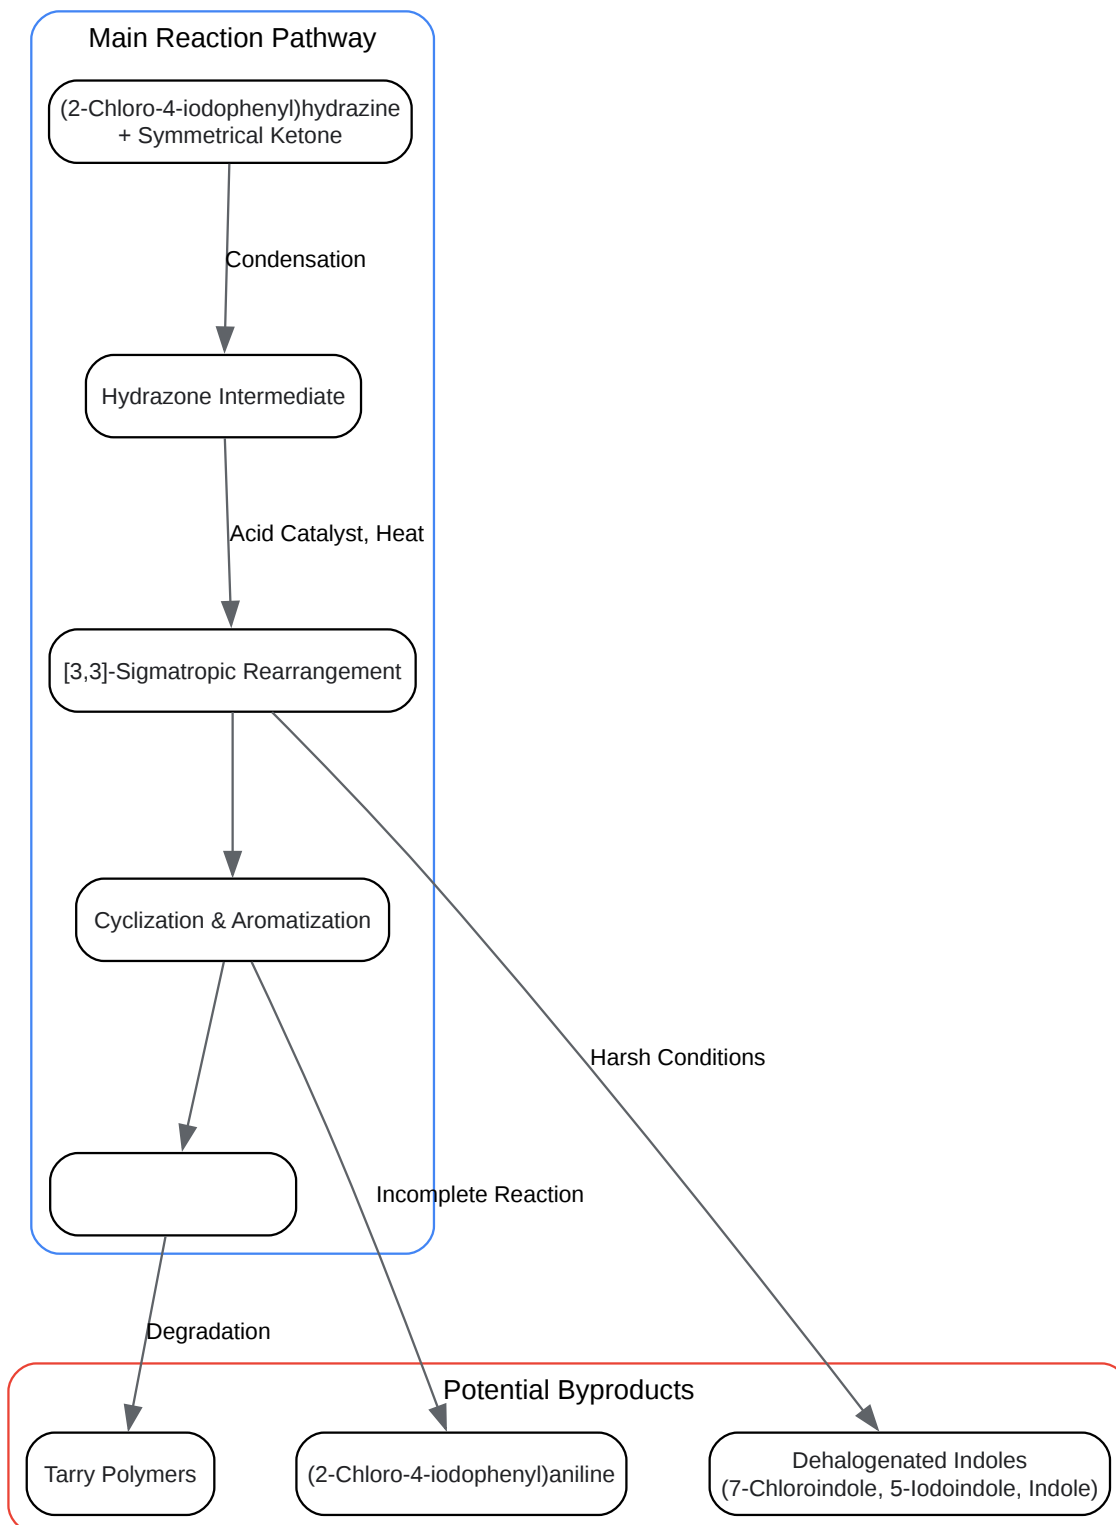 Main Reaction Pathway
(2-Chloro-4-iodophenyl)hydrazine
+ Symmetrical Ketone
Condensation
Hydrazone Intermediate
Acid Catalyst, Heat
[3,3]-Sigmatropic Rearrangement
Cyclization & Aromatization
Harsh Conditions
Incomplete Reaction
Degradation
Potential Byproducts
Tarry Polymers
(2-Chloro-4-iodophenyl)aniline
Dehalogenated Indoles
(7-Chloroindole, 5-Iodoindole, Indole)